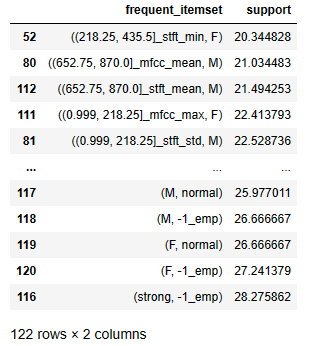 frequent_itemset support
52 ((218.25, 435.5]_stft_min, F) 20.344828
80 ((652.75, 870.0]_mfcc_mean, M) 21.034483
112 ((652.75, 870.0]_stft_mean, M) 21.494253
111 ((0.999, 218.25]_mfcc_max, F) 22.413793
81 ((0.999, 218.25]_stft_std, M) 22.528736
... ... ...
117 (M, normal) 25.977011
118 (M, -1_emp) 26.666667
119 (F, normal) 26.666667
120 (F, -1_emp) 27.241379
116 (strong, -1_emp) 28.275862
122 rows × 2 columns